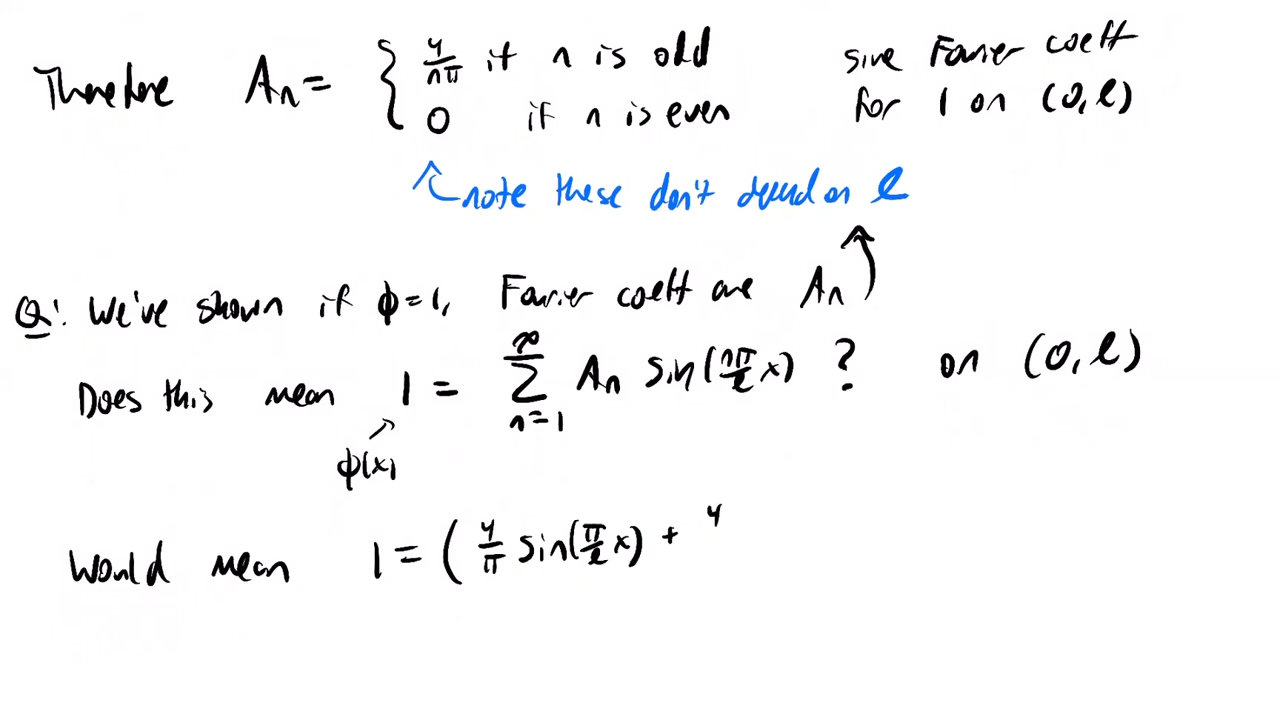 Therefore Aₙ = { 4/(nπ) if n is odd sine Fourier coeff
0 if n is even for 1 on (0, ℓ)
note these don't depend on ℓ
Q: We've shown if ϕ=1, Fourier coeff are Aₙ
Does this mean 1 = ∑_{n=1}^{∞} Aₙ sin(nπ/ℓ x) ? on (0, ℓ)
ϕ(x)
Would mean 1 = ( 4/π sin(π/ℓ x) + 4